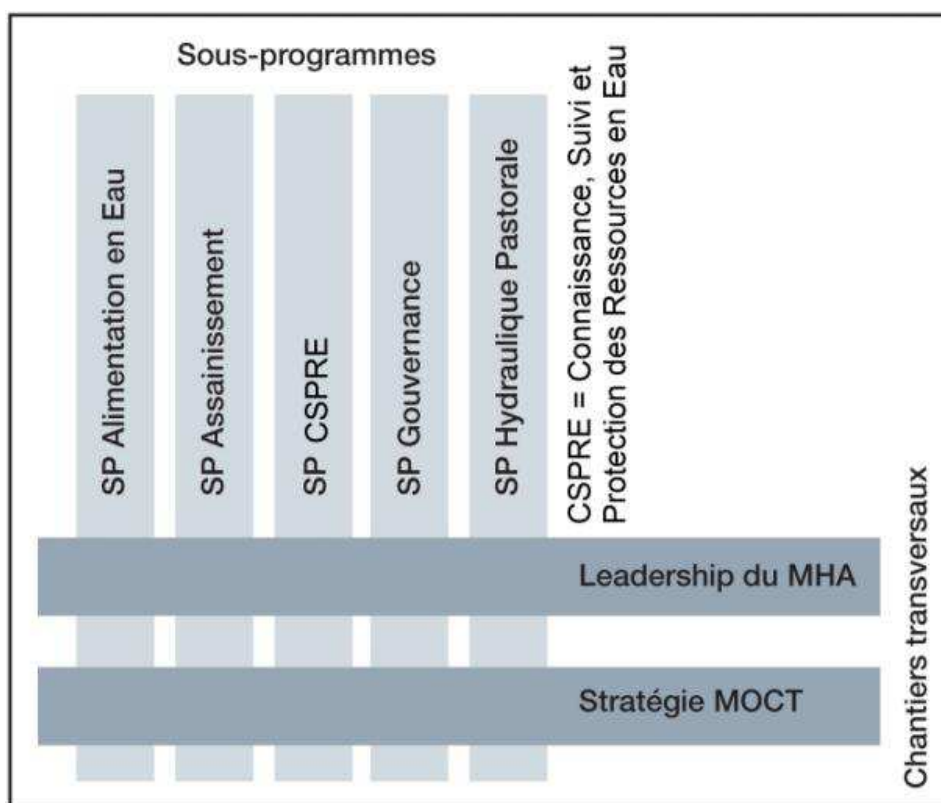 Sous-programmes
SP Alimentation en Eau
SP Assainissement
SP CSPRE
SP Gouvernance
SP Hydraulique Pastorale
CSPRE = Connaissance, Suivi et
Protection des Ressources en Eau
Leadership du MHA
Stratégie MOCT
Chantiers transversaux